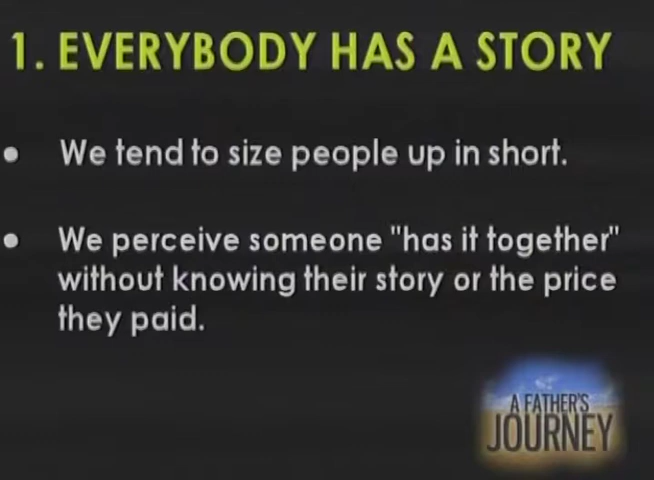 1. EVERYBODY HAS A STORY
• We tend to size people up in short.
• We perceive someone "has it together"
without knowing their story or the price
they paid.
A FATHER'S
JOURNEY